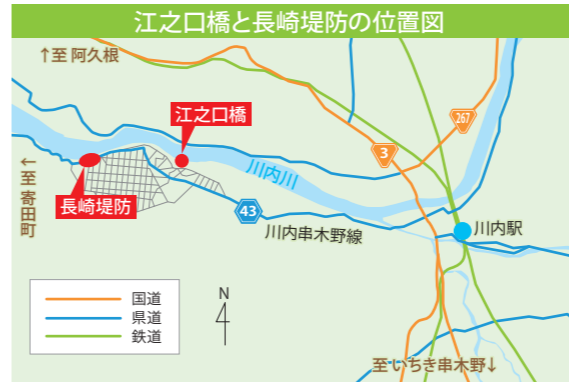 江之口橋と長崎堤防の位置図
↑至 阿久根
江之口橋
267
3
川内川
←至 寄田町
長崎堤防
43
川内串木野線
川内駅
国道
県道
鉄道
N
至いちき串木野↓